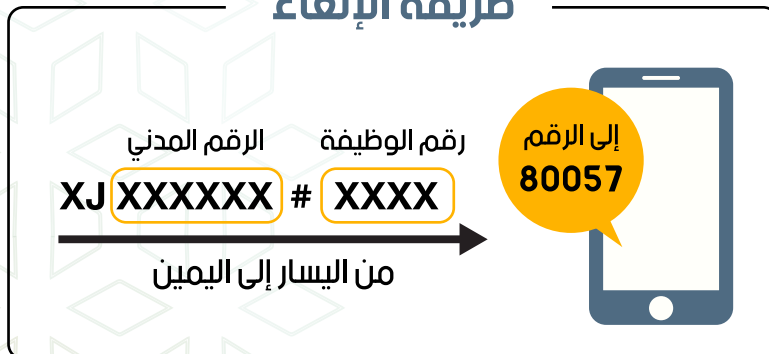 طريقة الإلغاء
إلى الرقم
80057
رقم الوظيفة
الرقم المدني
XJ XXXXXX # XXXX
من اليسار إلى اليمين